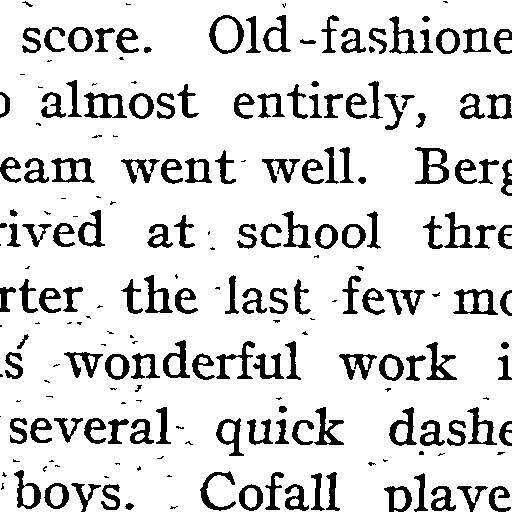 score. Old-fashione
o almost entirely, an
eam went well. Berg
rived at school thre
rter the last few mo
is wonderful work i
several quick dashe
boys. Cofall playe